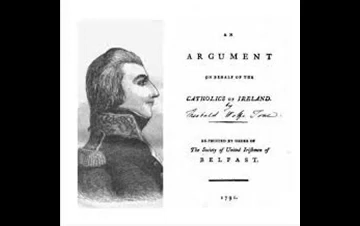 AN
ARGUMENT
ON BEHALF OF THE
CATHOLICS OF IRELAND.
by
Theobald Wolfe Tone
RE-PRINTED BY ORDER OF
The Society of United Irishmen of
BELFAST.
1791.